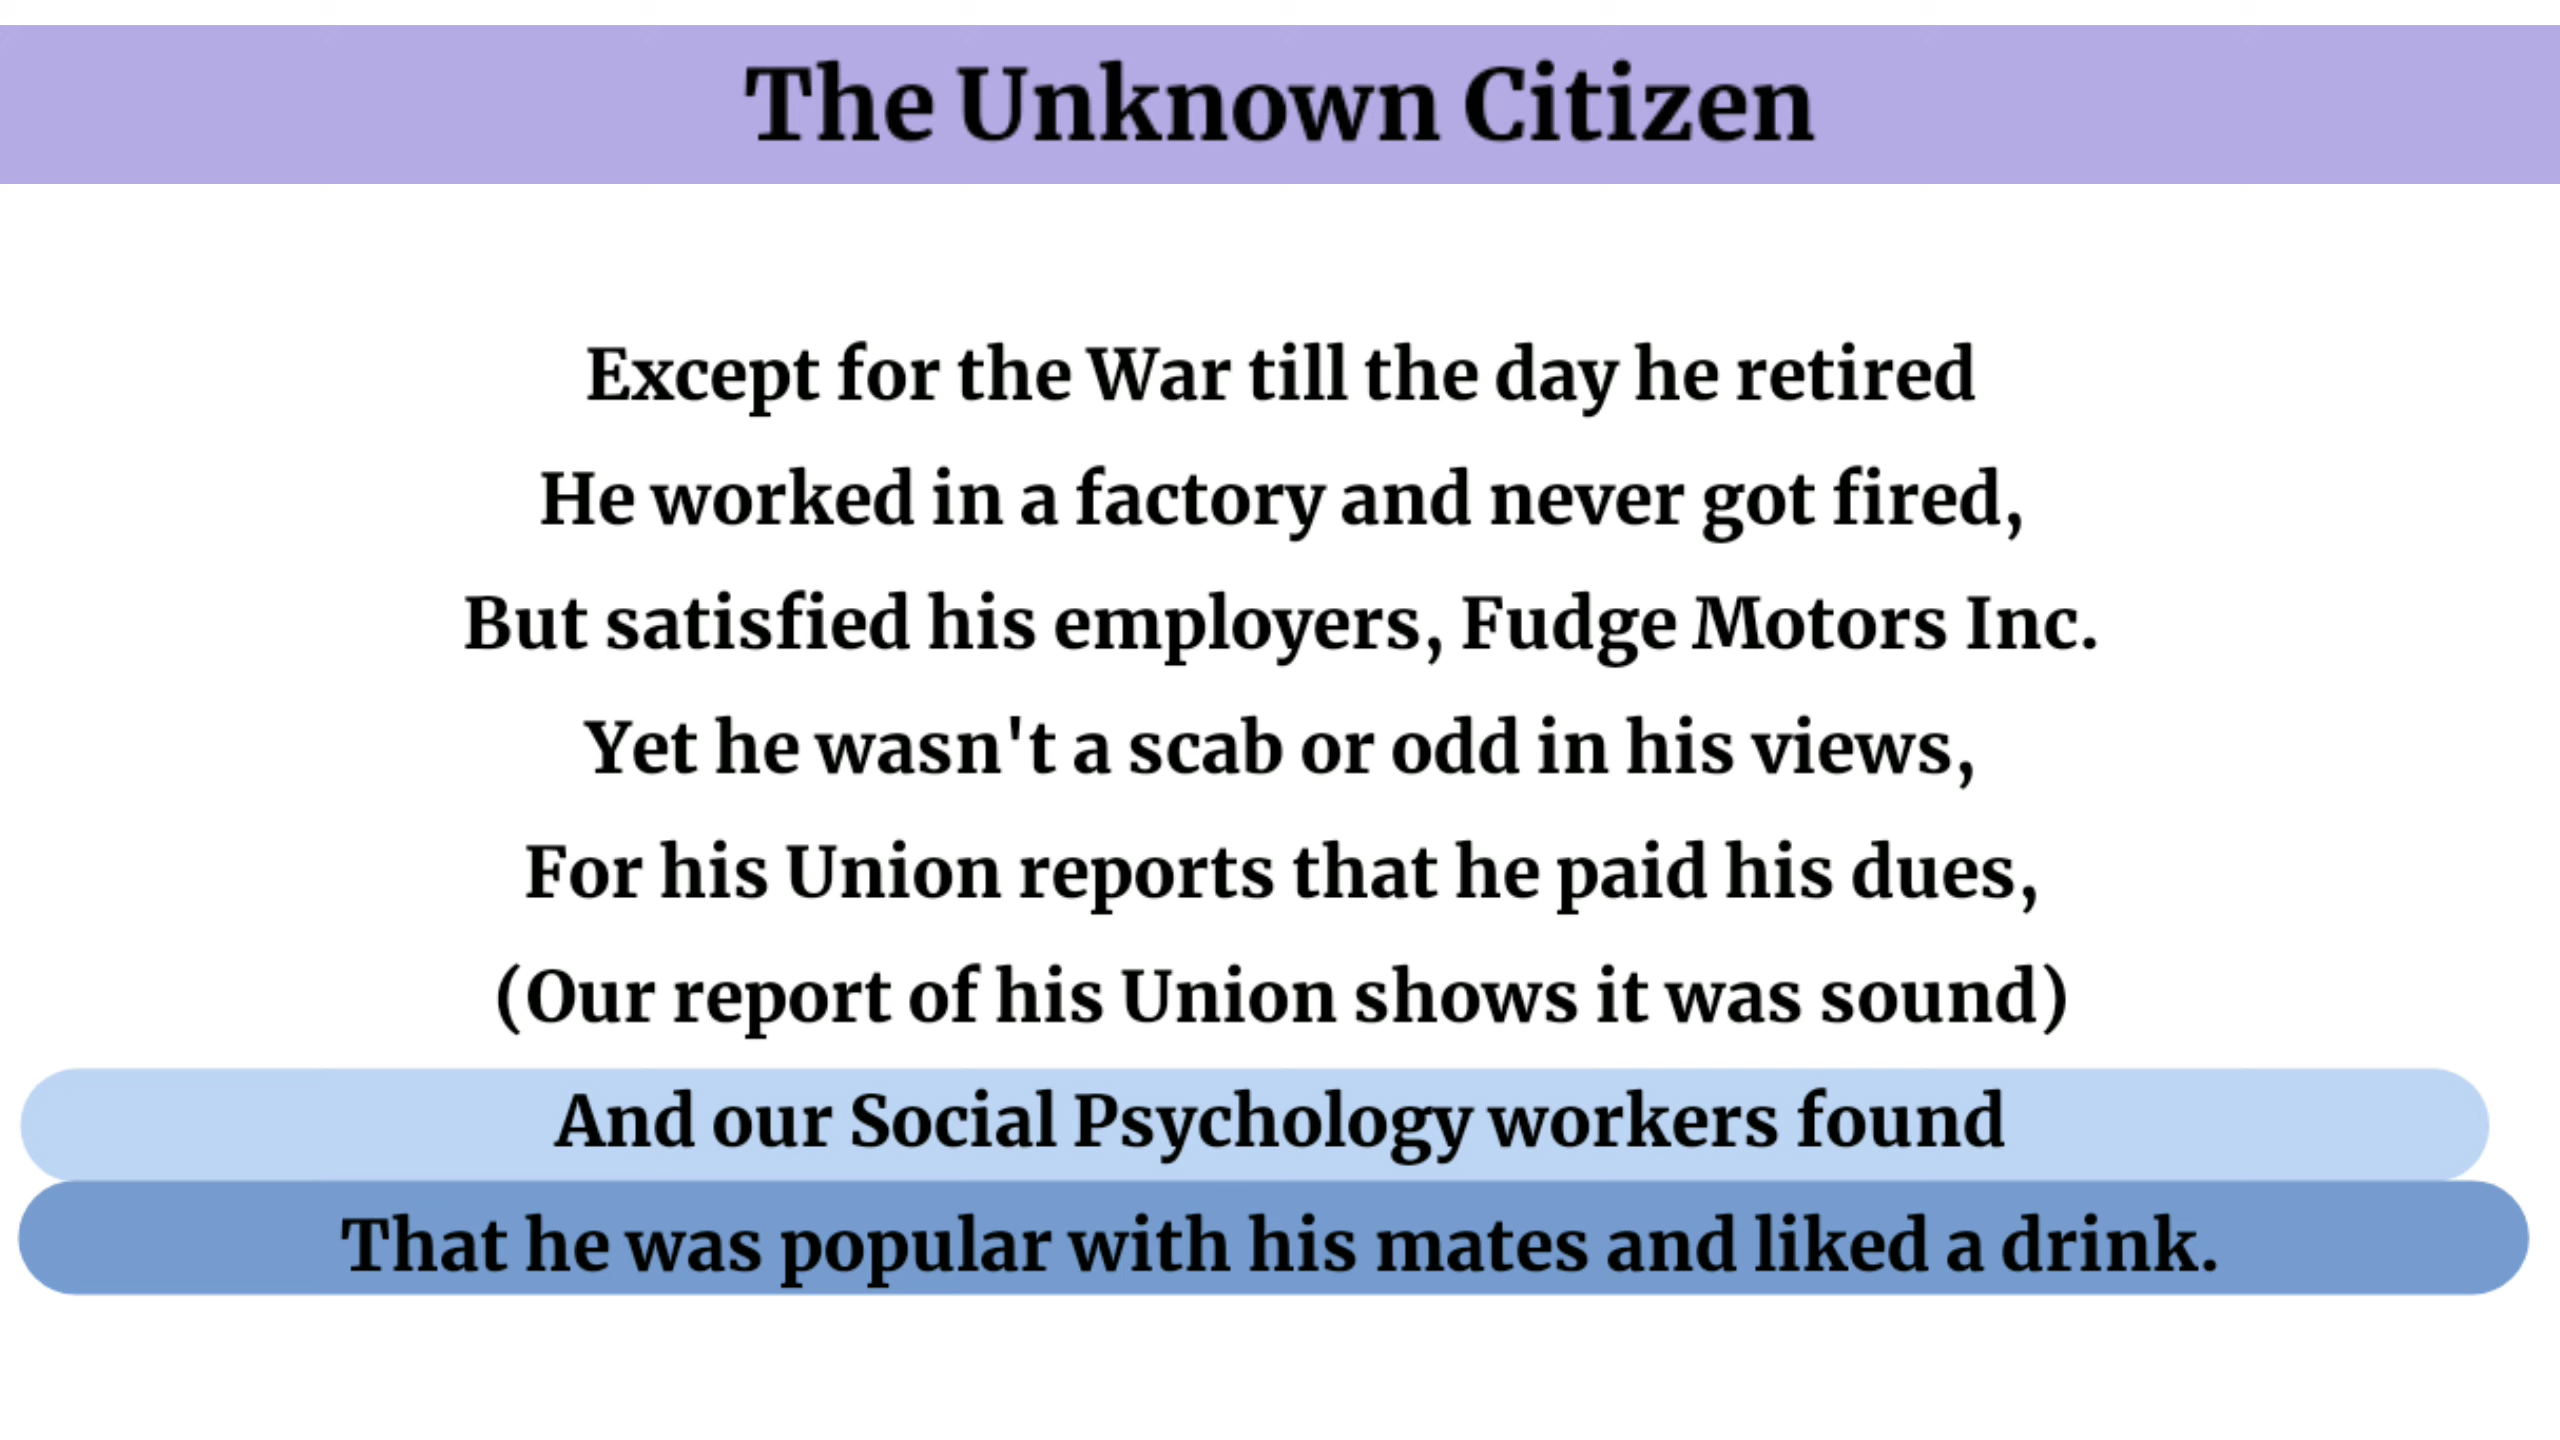 The Unknown Citizen
Except for the War till the day he retired
He worked in a factory and never got fired,
But satisfied his employers, Fudge Motors Inc.
Yet he wasn't a scab or odd in his views,
For his Union reports that he paid his dues,
(Our report of his Union shows it was sound)
And our Social Psychology workers found
That he was popular with his mates and liked a drink.